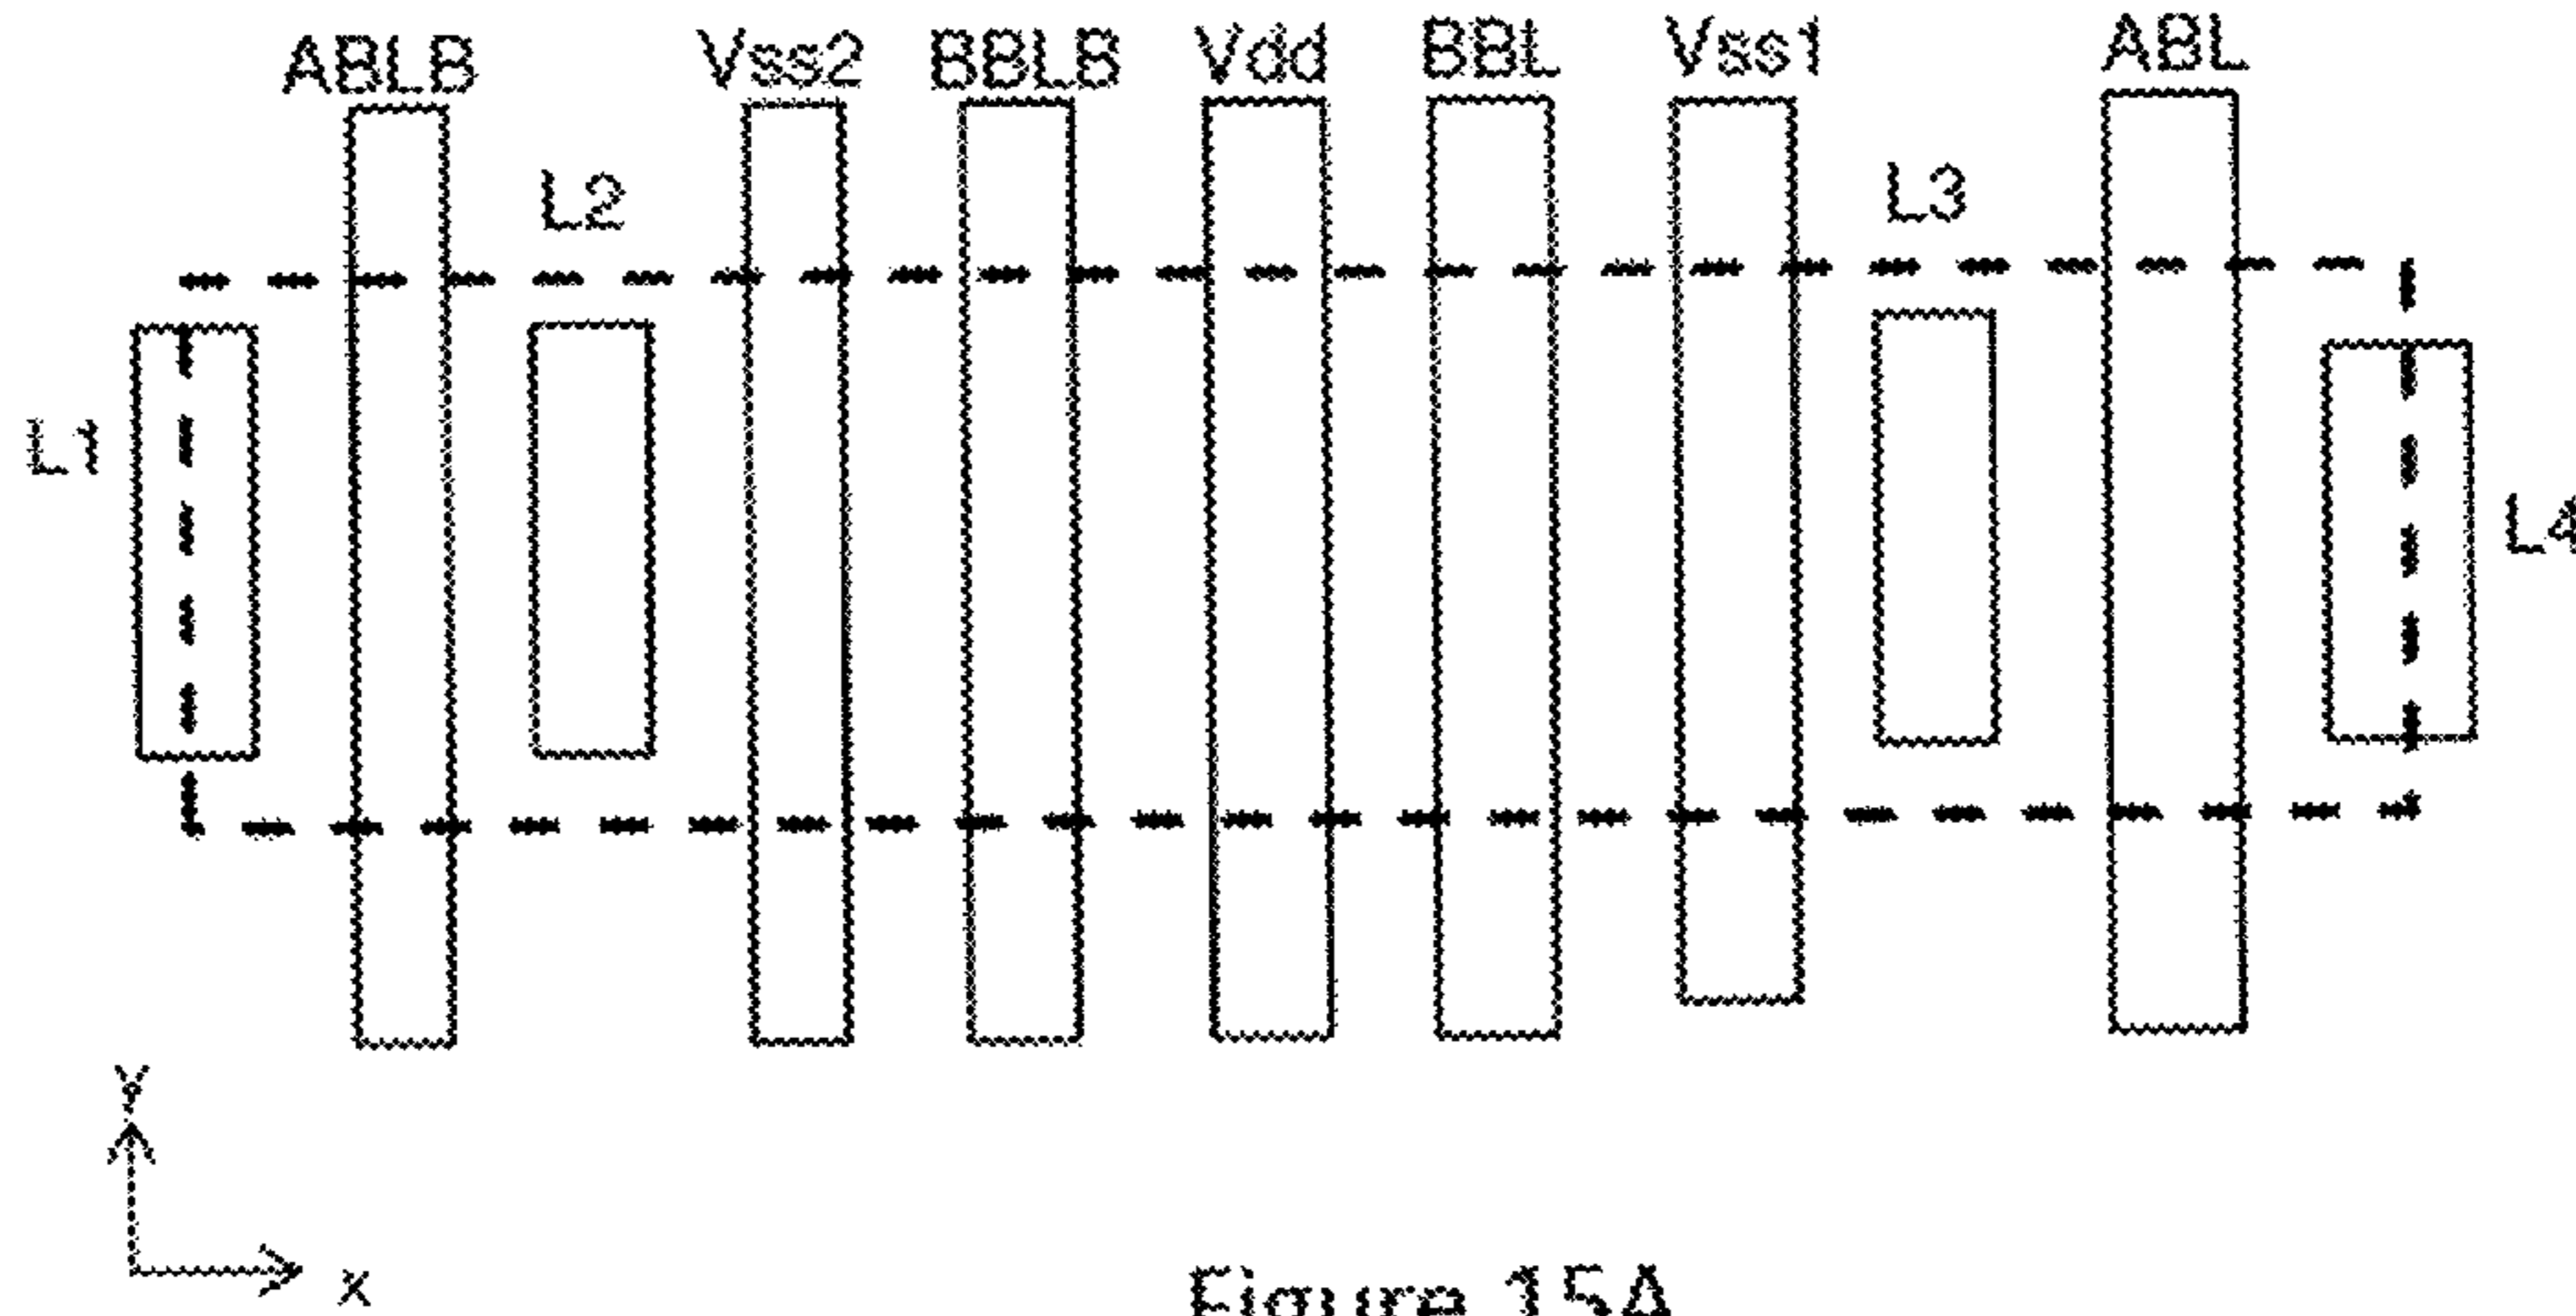 ABLB Vss2 BBLB Vdd BBL Vss1 ABL
L2 L3
L1
L4
Y
X
Figure 15A